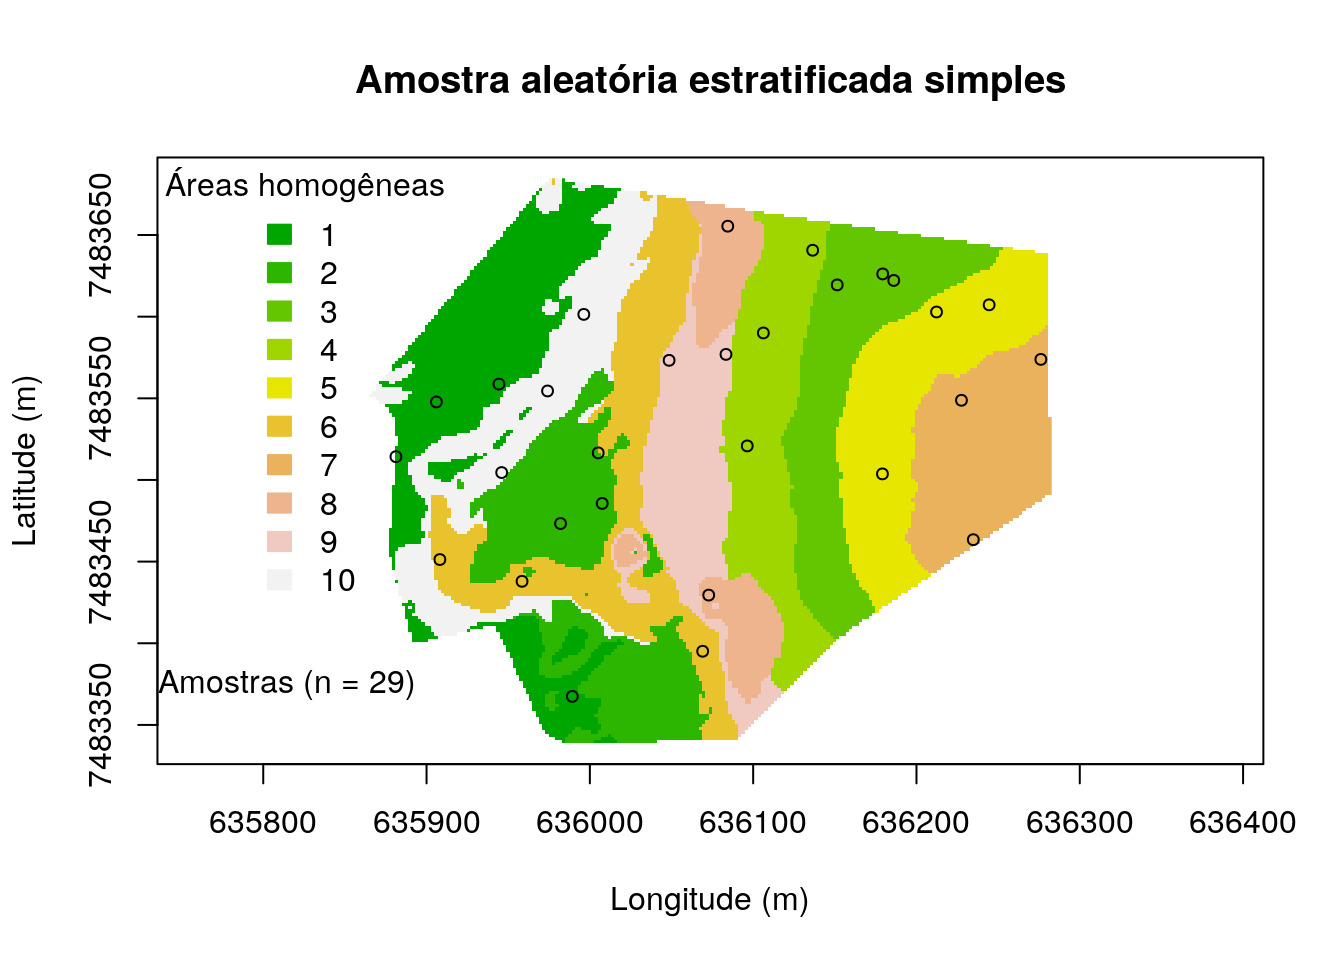 Amostra aleatória estratificada simples
Áreas homogêneas
1
2
3
4
5
6
7
8
9
10
Amostras (n = 29)
Latitude (m)
7483650
7483550
7483450
7483350
635800 635900 636000 636100 636200 636300 636400
Longitude (m)